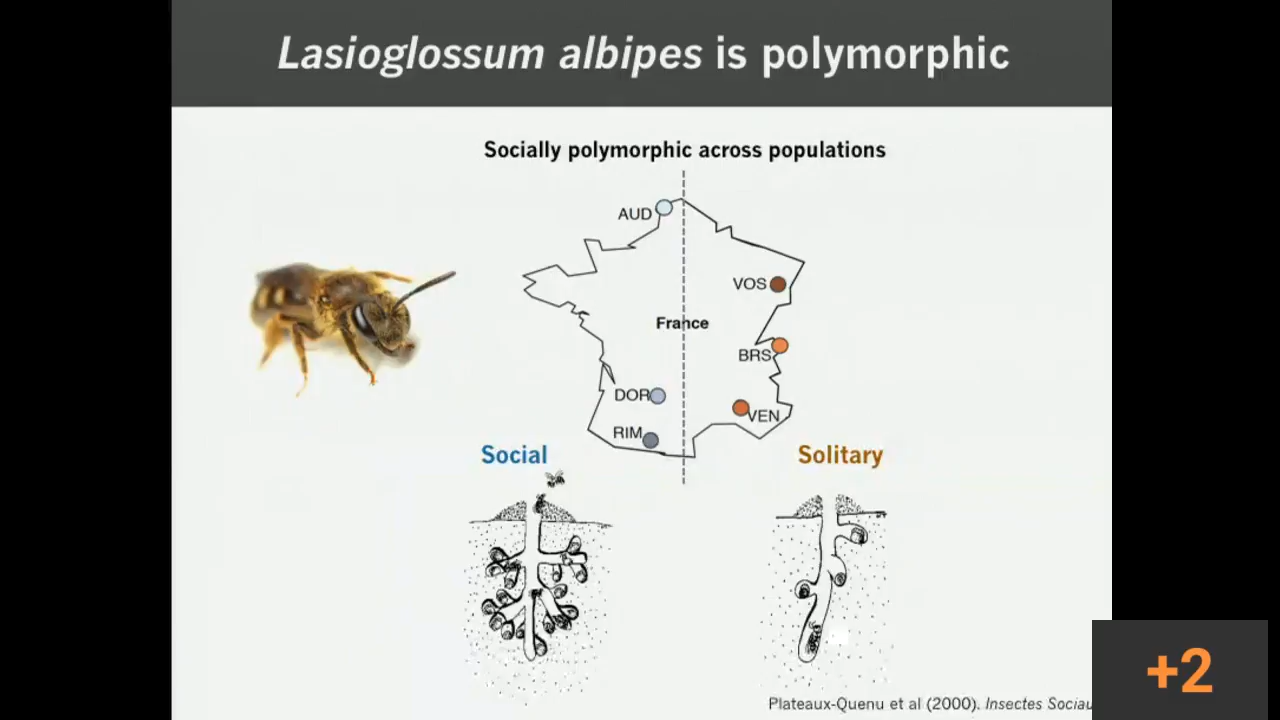 Lasioglossum albipes is polymorphic
Socially polymorphic across populations
AUD
VOS
France
BRS
DOR
VEN
RIM
Social
Solitary
+2
Plateaux-Quenu et al (2000). Insectes Sociau